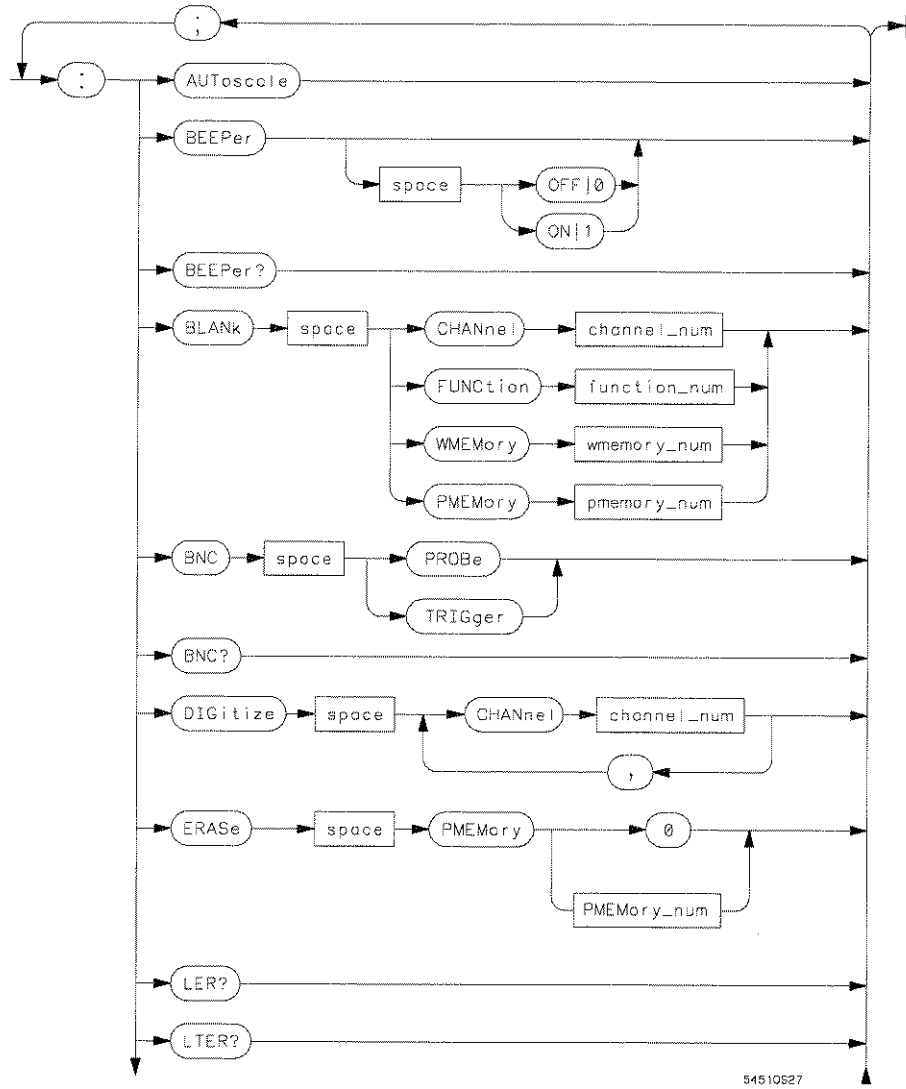 ;
:
AUToscale
BEEPer
space
OFF|0
ON|1
BEEPer?
BLANk space CHANnel channel_num
FUNCtion function_num
WMEMory wmemory_num
PMEMory pmemory_num
BNC space PROBe
TRIGger
BNC?
DIGitize space CHANnel channel_num
,
ERASe space PMEMory 0
PMEMory_num
LER?
LTER?
54510S27